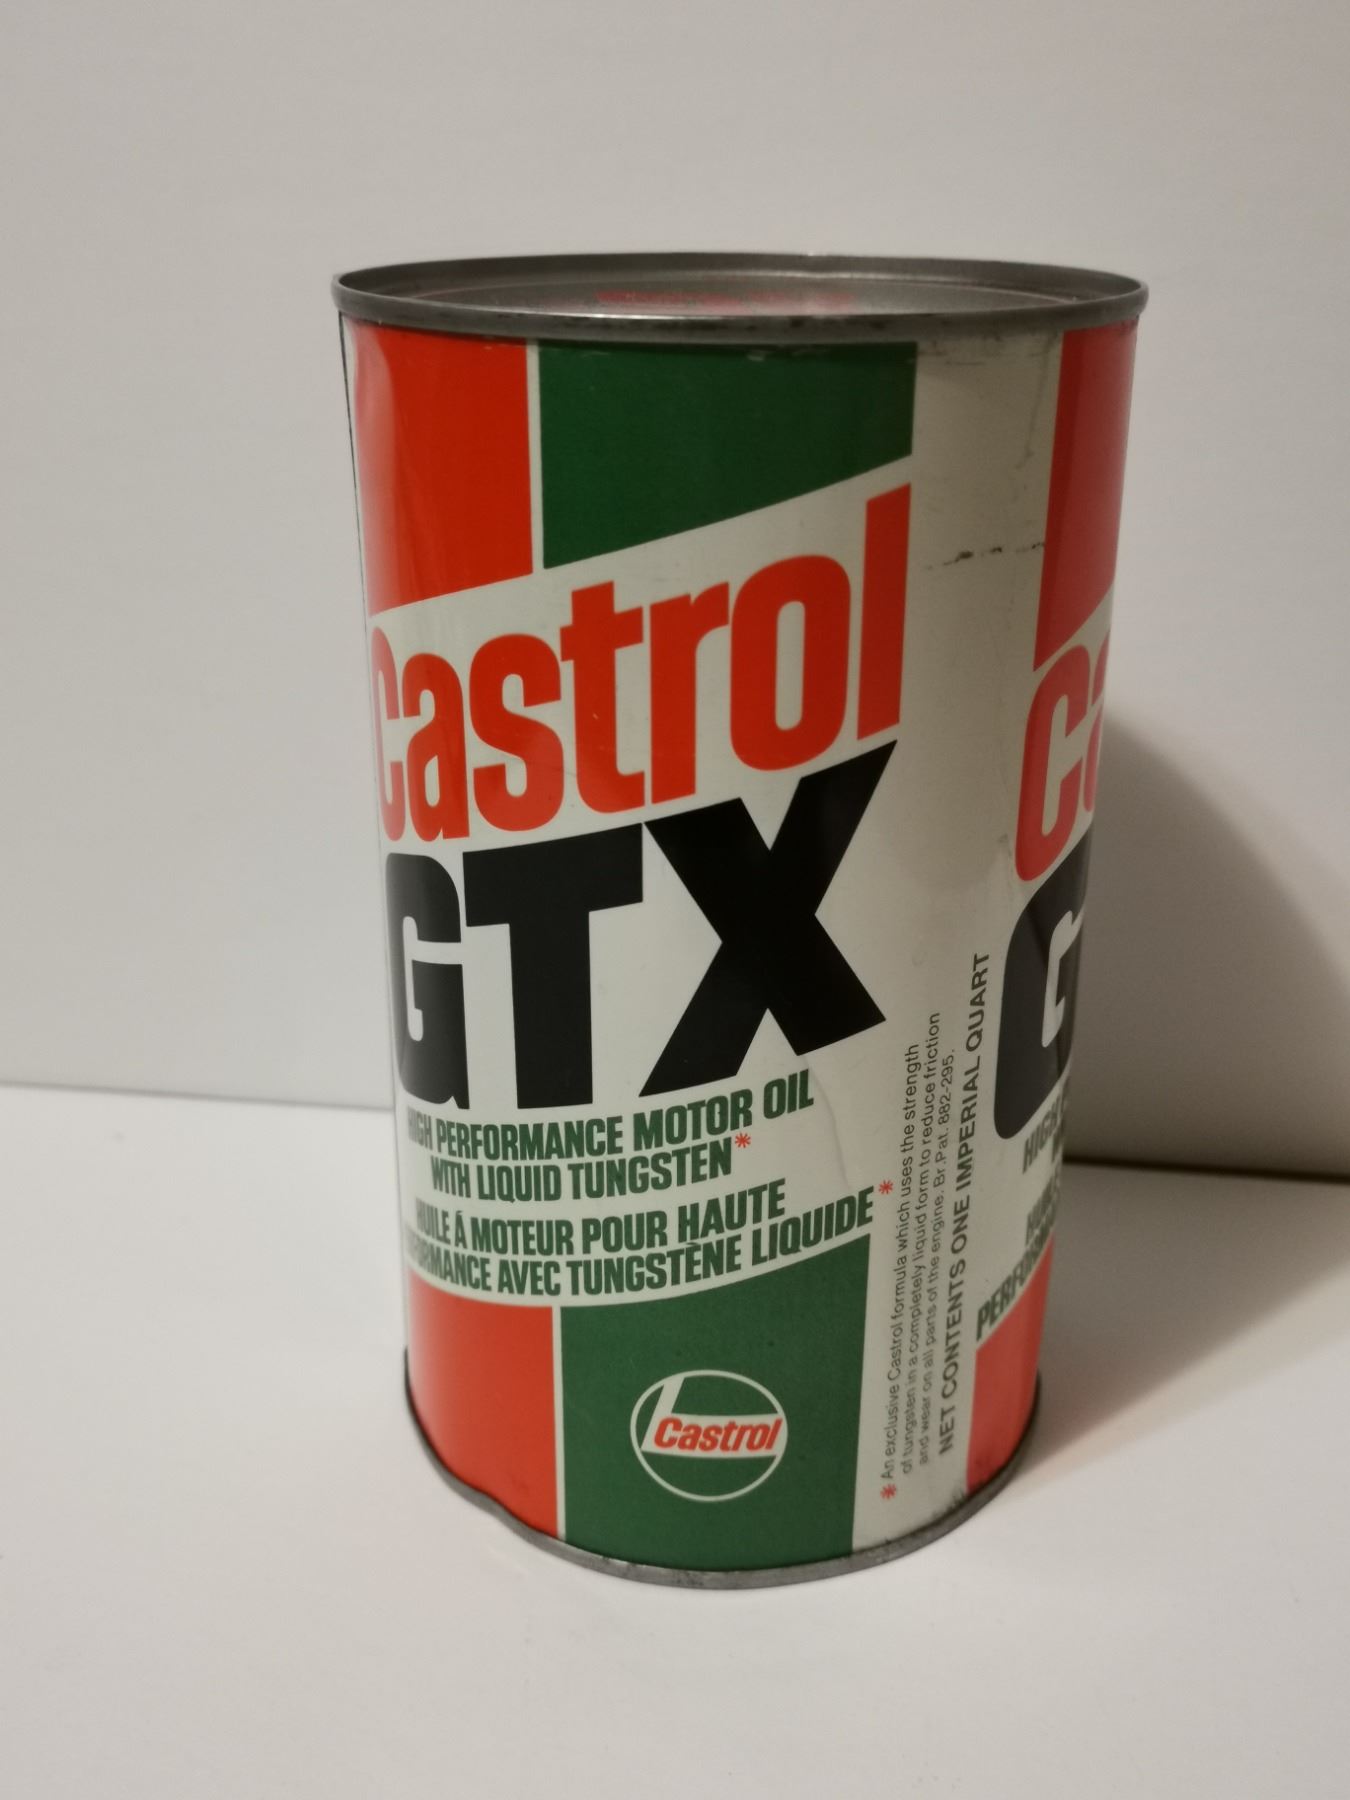 Castrol
GTX
HIGH PERFORMANCE MOTOR OIL
WITH LIQUID TUNGSTEN*
HUILE À MOTEUR POUR HAUTE
PERFORMANCE AVEC TUNGSTÈNE LIQUIDE*
Castrol
* An exclusive Castrol formula which uses the strength
of tungsten in a completely liquid form to reduce friction
and wear on all parts of the engine. Br. Pat. 882-295.
NET CONTENTS ONE IMPERIAL QUART
Ca
G
HIGH